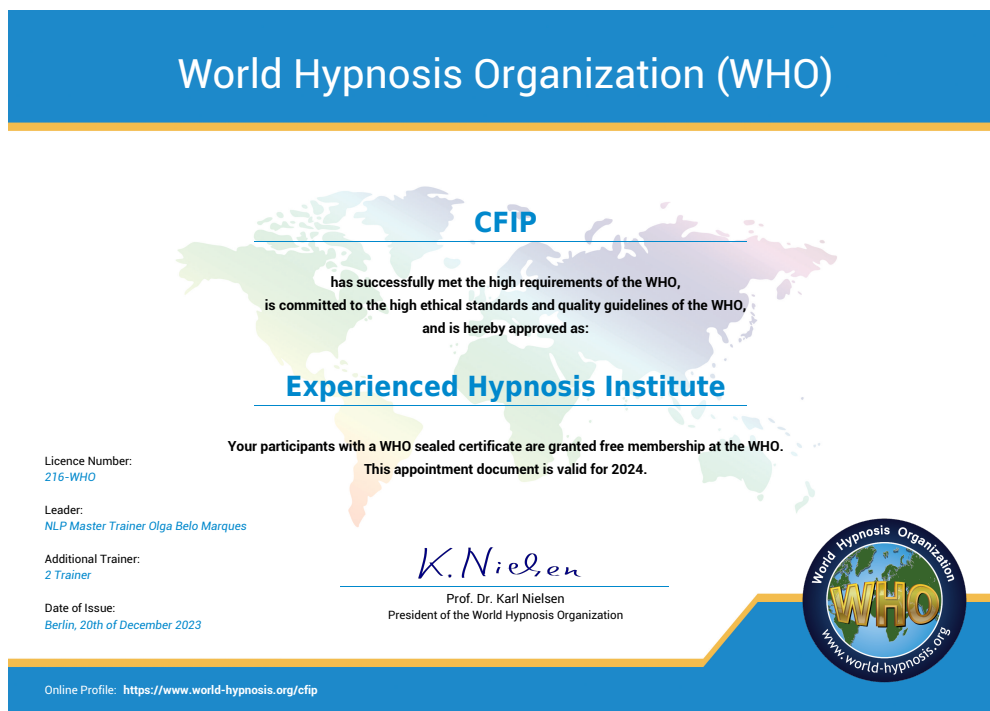 World Hypnosis Organization (WHO)
CFIP
has successfully met the high requirements of the WHO,
is committed to the high ethical standards and quality guidelines of the WHO,
and is hereby approved as:
Experienced Hypnosis Institute
Your participants with a WHO sealed certificate are granted free membership at the WHO.
This appointment document is valid for 2024.
Licence Number:
216-WHO
Leader:
NLP Master Trainer Olga Belo Marques
Additional Trainer:
2 Trainer
Date of Issue:
Berlin, 20th of December 2023
K. Nielsen
Prof. Dr. Karl Nielsen
President of the World Hypnosis Organization
World Hypnosis Organization
WHO
www.world-hypnosis.org
Online Profile: https://www.world-hypnosis.org/cfip